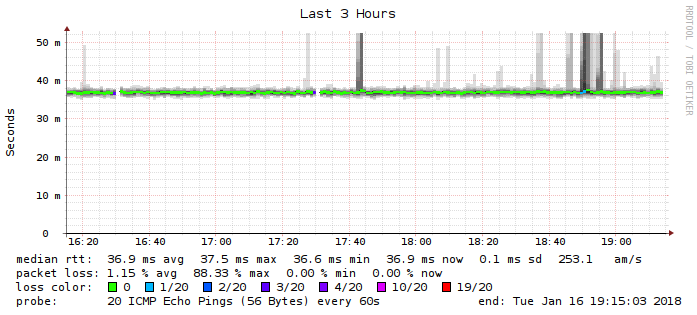 Last 3 Hours
RRDTOOL / TOBI OETIKER
Seconds
50 m
40 m
30 m
20 m
10 m
0
16:20 16:40 17:00 17:20 17:40 18:00 18:20 18:40 19:00
median rtt: 36.9 ms avg 37.5 ms max 36.6 ms min 36.9 ms now 0.1 ms sd 253.1 am/s
packet loss: 1.15 % avg 88.33 % max 0.00 % min 0.00 % now
loss color: 0 1/20 2/20 3/20 4/20 10/20 19/20
probe: 20 ICMP Echo Pings (56 Bytes) every 60s end: Tue Jan 16 19:15:03 2018